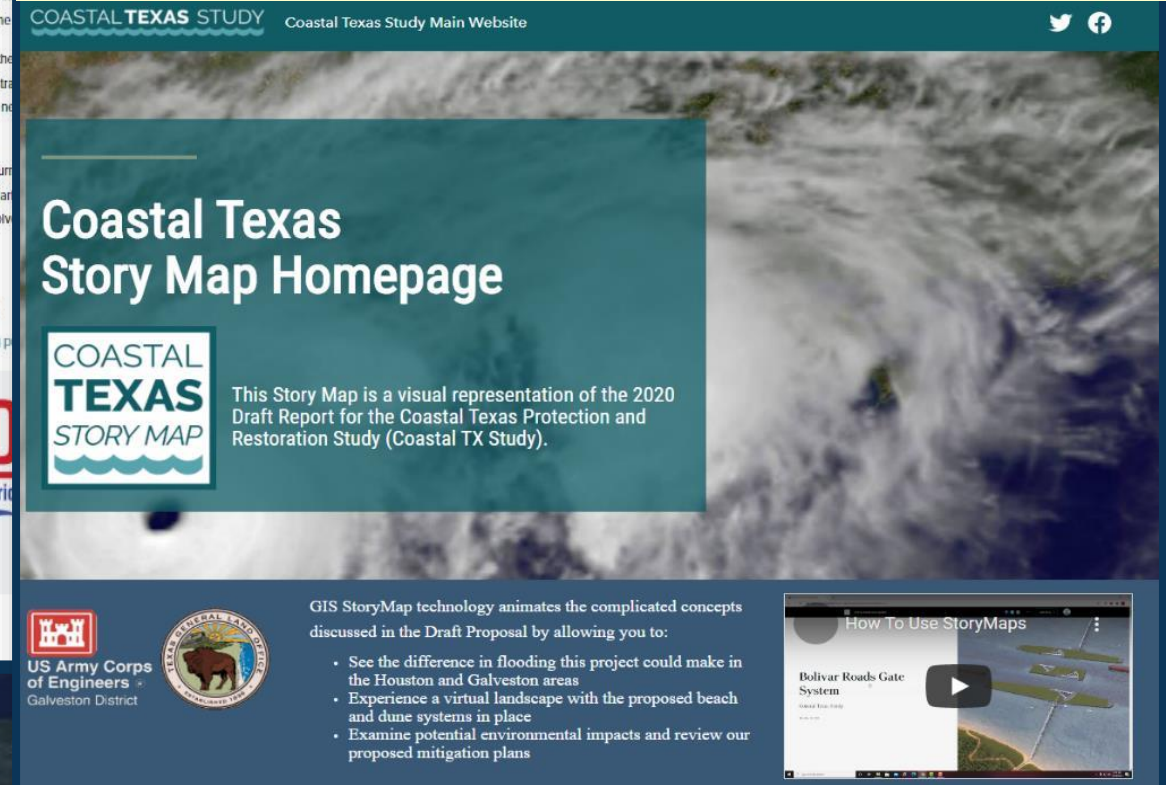 COASTAL TEXAS STUDY
Coastal Texas Study Main Website
Coastal Texas
Story Map Homepage
COASTAL
TEXAS
STORY MAP
This Story Map is a visual representation of the 2020
Draft Report for the Coastal Texas Protection and
Restoration Study (Coastal TX Study).
US Army Corps
of Engineers
Galveston District
TEXAS GENERAL LAND OFFICE
GIS StoryMap technology animates the complicated concepts
discussed in the Draft Proposal by allowing you to:
• See the difference in flooding this project could make in
the Houston and Galveston areas
• Experience a virtual landscape with the proposed beach
and dune systems in place
• Examine potential environmental impacts and review our
proposed mitigation plans
How To Use StoryMaps
Bolivar Roads Gate
System